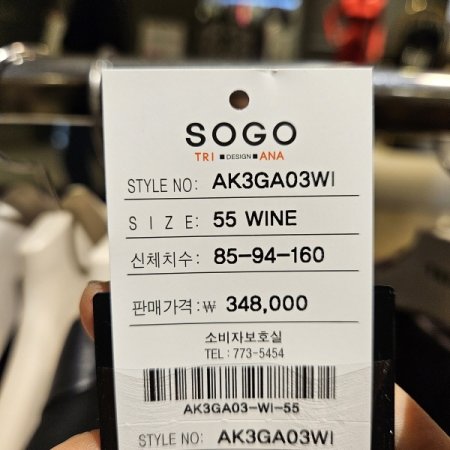 SOGO
TRI ■ DESIGN ■ ANA
STYLE NO: AK3GA03WI
SIZE: 55 WINE
신체치수: 85-94-160
판매가격:₩ 348,000
소비자보호실
TEL : 773-5454
AK3GA03-WI-55
STYLE NO: AK3GA03WI